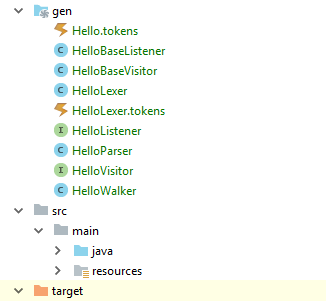 gen
Hello.tokens
HelloBaseListener
HelloBaseVisitor
HelloLexer
HelloLexer.tokens
HelloListener
HelloParser
HelloVisitor
HelloWalker
src
main
java
resources
target